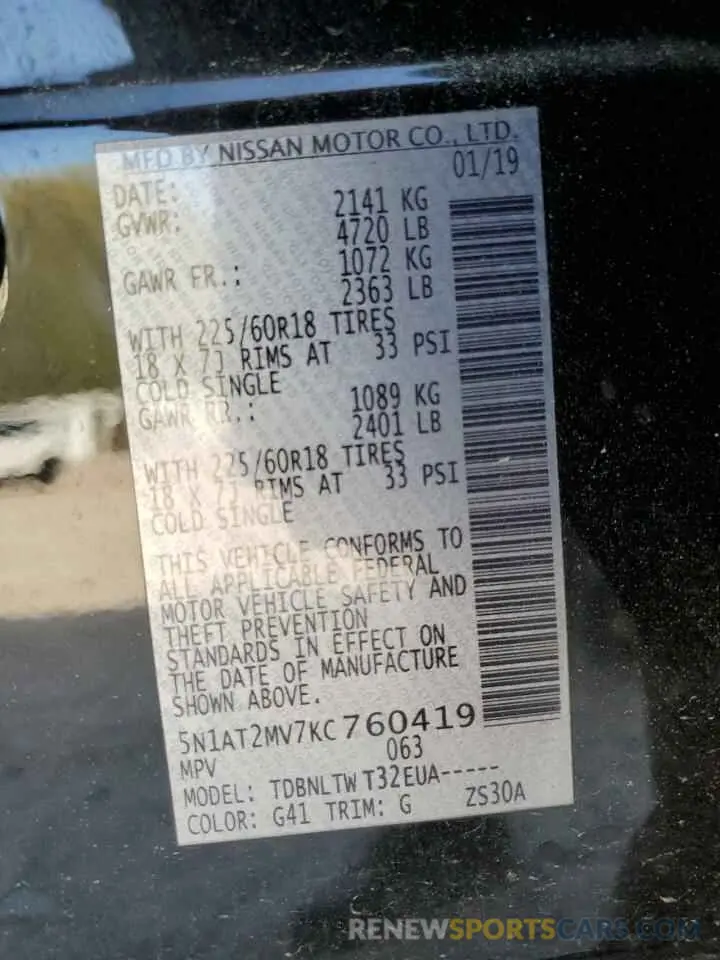 MFD BY NISSAN MOTOR CO., LTD.
DATE: 01/19
GVWR: 2141 KG
4720 LB
GAWR FR.: 1072 KG
2363 LB
WITH 225/60R18 TIRES
18 X 7J RIMS AT 33 PSI
COLD SINGLE
GAWR RR.: 1089 KG
2401 LB
WITH 225/60R18 TIRES
18 X 7J RIMS AT 33 PSI
COLD SINGLE
THIS VEHICLE CONFORMS TO
ALL APPLICABLE FEDERAL
MOTOR VEHICLE SAFETY AND
THEFT PREVENTION
STANDARDS IN EFFECT ON
THE DATE OF MANUFACTURE
SHOWN ABOVE.
5N1AT2MV7KC760419
MPV 063
MODEL: TDBNLTW T32EUA-----
COLOR: G41 TRIM: G ZS30A
RENEWSPORTSCARS.COM